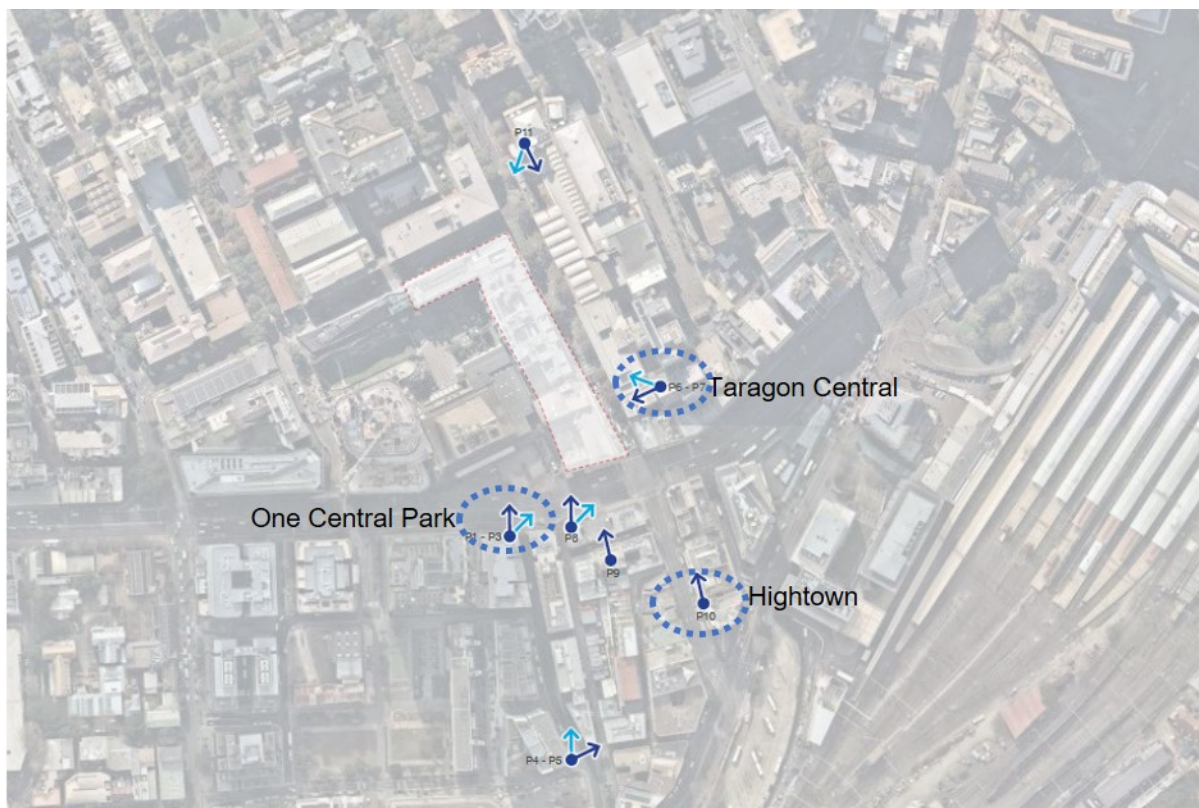 P11
P6 - P7
Taragon Central
One Central Park
P1 - P3
P8
P9
P10
Hightown
P4 - P5